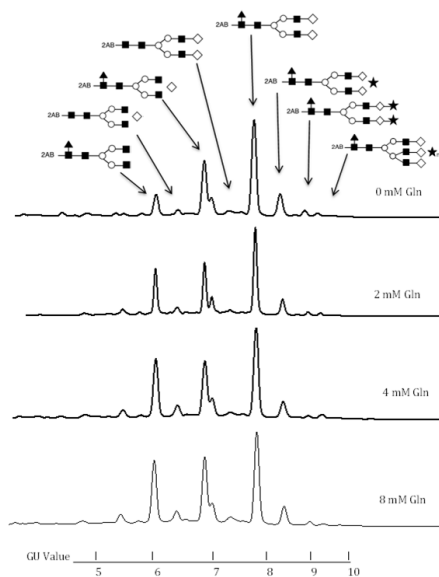 2AB
2AB
2AB
2AB
2AB
2AB
2AB
2AB
0 mM Gln
2 mM Gln
4 mM Gln
8 mM Gln
GU Value
5 6 7 8 9 10